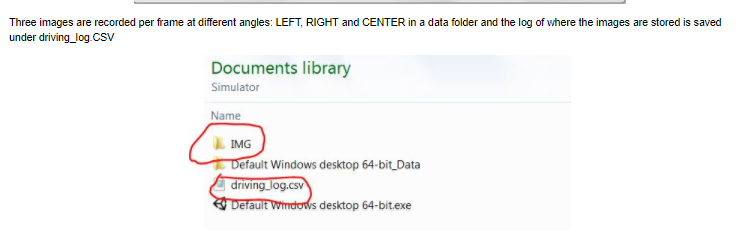 Three images are recorded per frame at different angles: LEFT, RIGHT and CENTER in a data folder and the log of where the images are stored is saved
under driving_log.CSV
Documents library
Simulator
Name
IMG
Default Windows desktop 64-bit_Data
driving_log.csv
Default Windows desktop 64-bit.exe